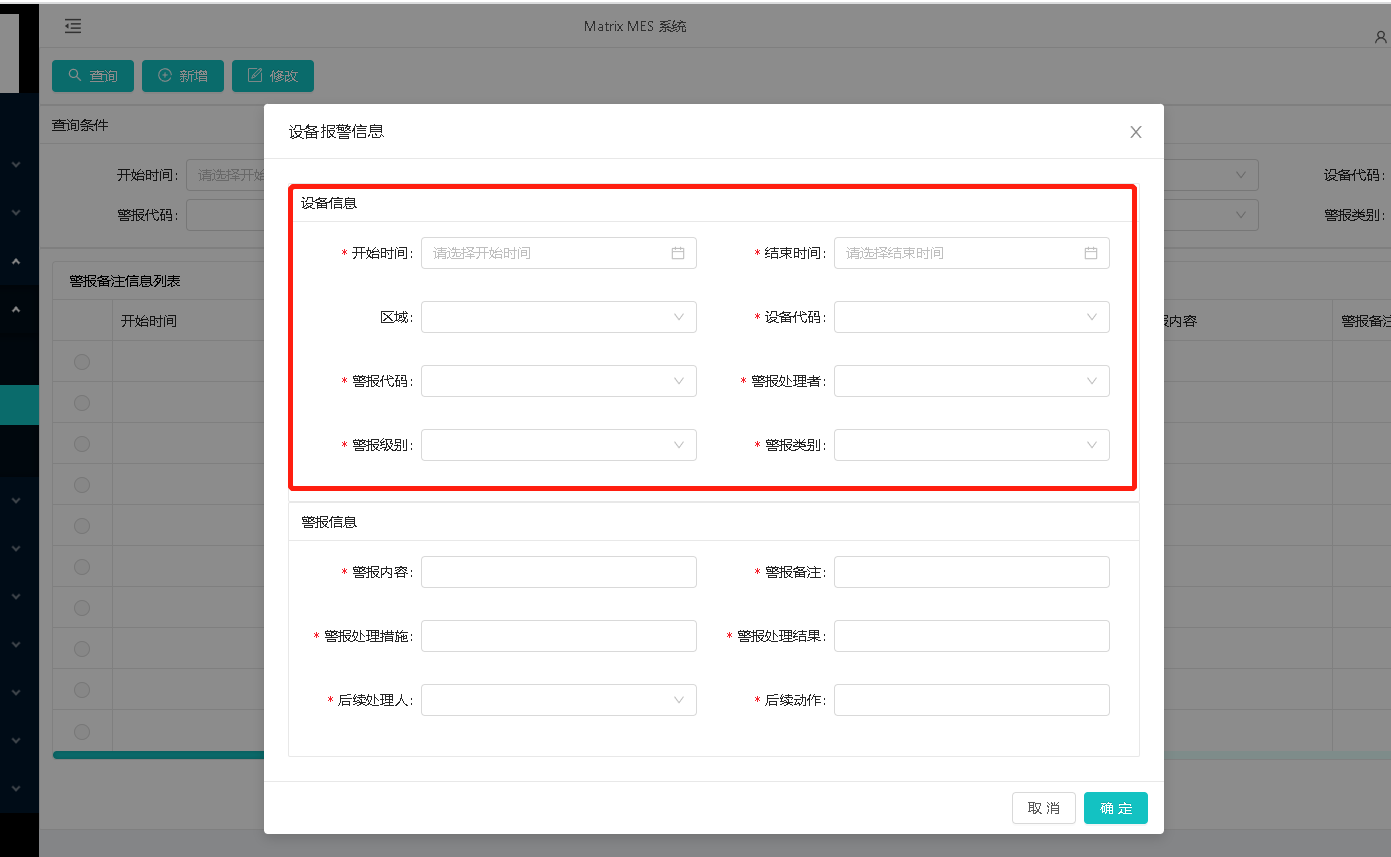 Matrix MES 系统
查询 新增 修改
查询条件
开始时间: 请选择开始 设备代码:
警报代码: 警报类别:
警报备注信息列表
开始时间 内容 警报备注
设备报警信息
设备信息
* 开始时间: 请选择开始时间 * 结束时间: 请选择结束时间
区域: * 设备代码:
* 警报代码: * 警报处理者:
* 警报级别: * 警报类别:
警报信息
* 警报内容: * 警报备注:
* 警报处理措施: * 警报处理结果:
* 后续处理人: * 后续动作:
取 消 确 定